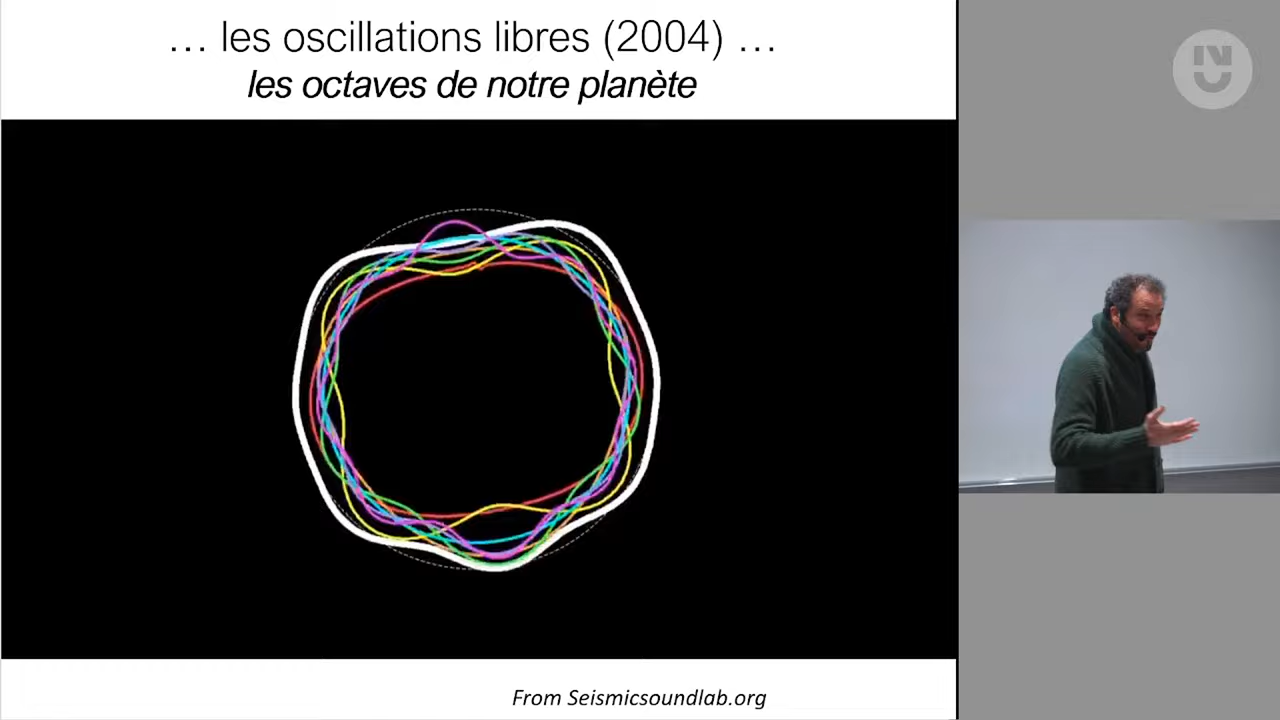 … les oscillations libres (2004) …
les octaves de notre planète
From Seismicsoundlab.org